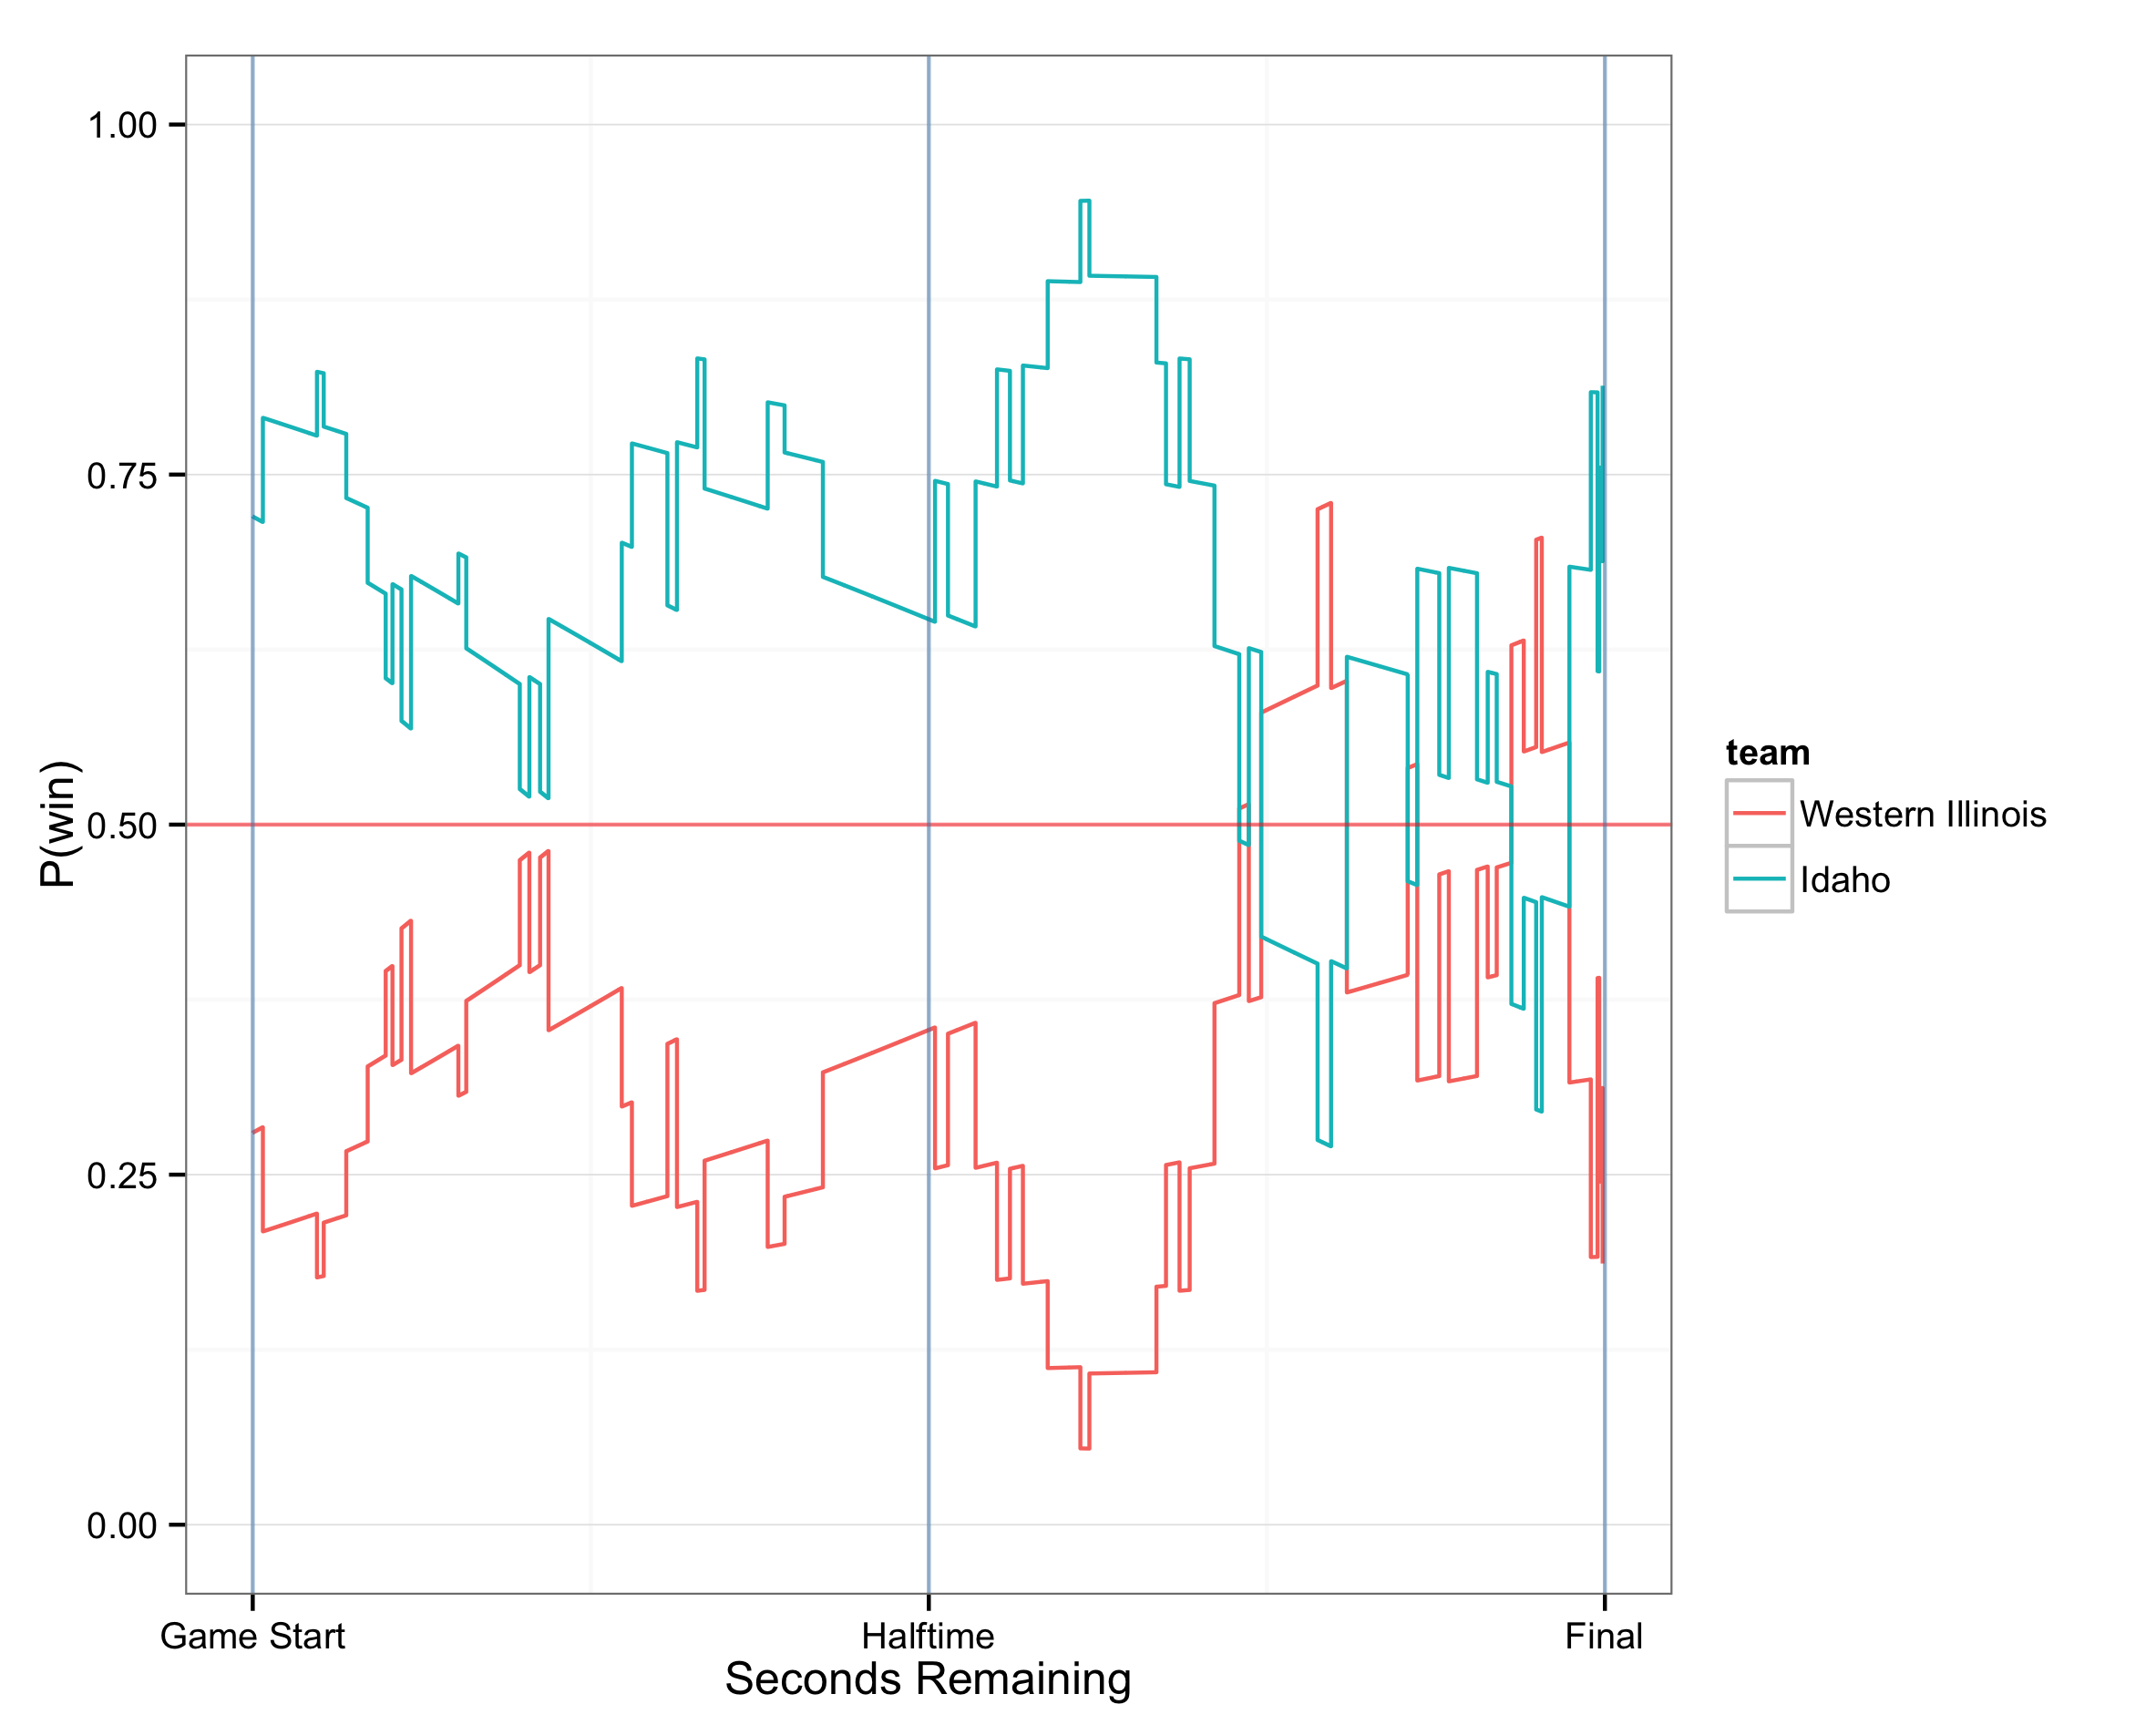 1.00
0.75
0.50
0.25
0.00
P(win)
Game Start
Halftime
Final
Seconds Remaining
team
Western Illinois
Idaho